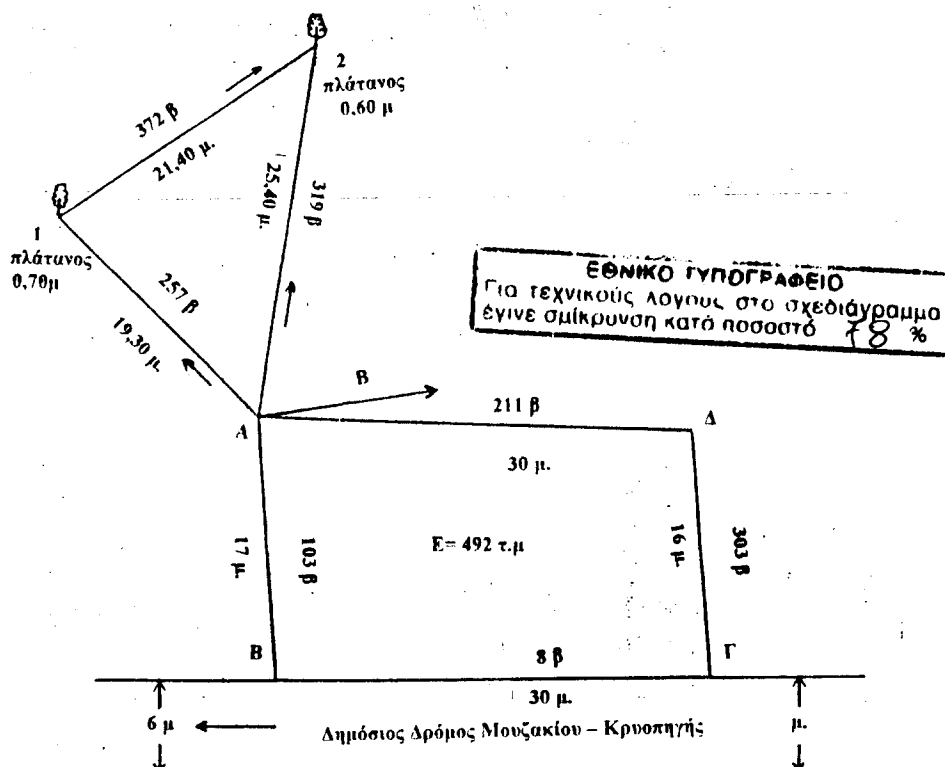 2
πλάτανος
0,60 μ
372 β
21,40 μ.
25,40 μ.
319 β
1
πλάτανος
0,70μ
257 β
19,30 μ.
ΕΘΝΙΚΟ ΤΥΠΟΓΡΑΦΕΙΟ
Για τεχνικούς λόγους στο σχεδιάγραμμα
έγινε σμίκρυνση κατά ποσοστό 78 %
Β
211 β
Α
Δ
30 μ.
17 μ.
103 β
Ε= 492 τ.μ
16 μ.
303 β
Β
8 β
Γ
30 μ.
6 μ
Δημόσιος Δρόμος Μουζακίου – Κρυοπηγής
μ.